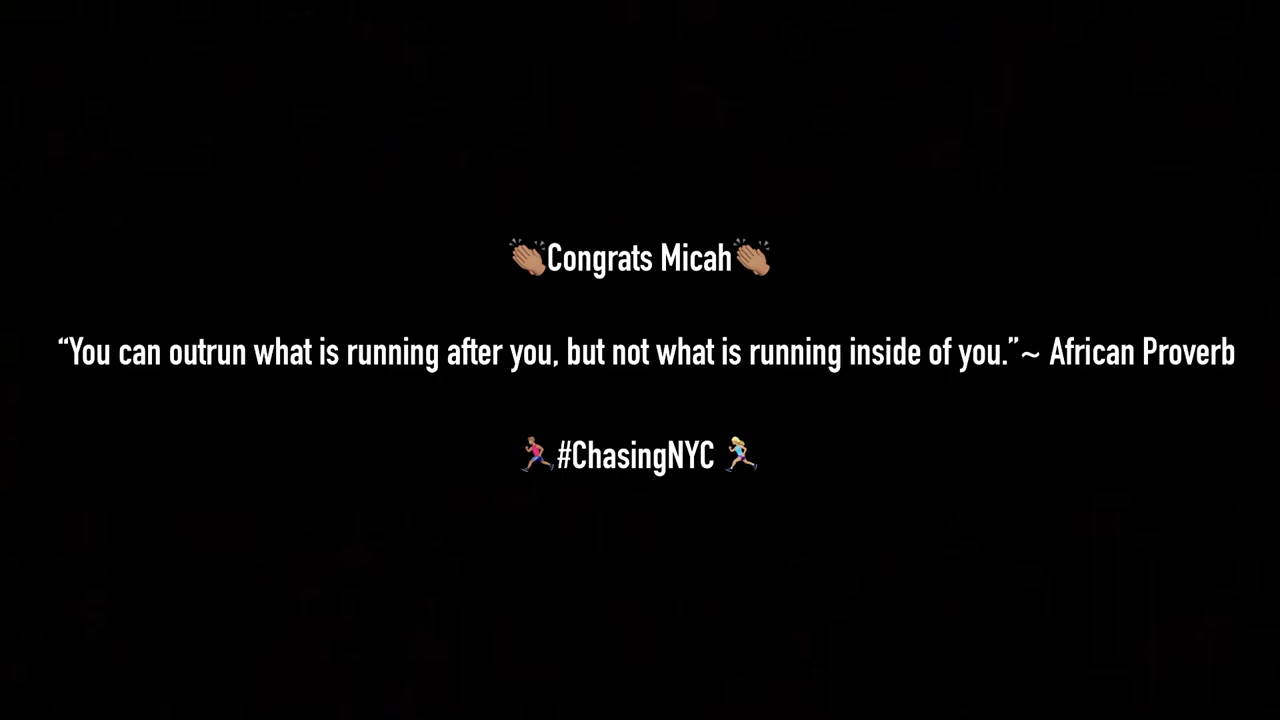 👏🏽Congrats Micah👏🏽
“You can outrun what is running after you, but not what is running inside of you.”~ African Proverb
🏃🏽#ChasingNYC 🏃🏼‍♀️